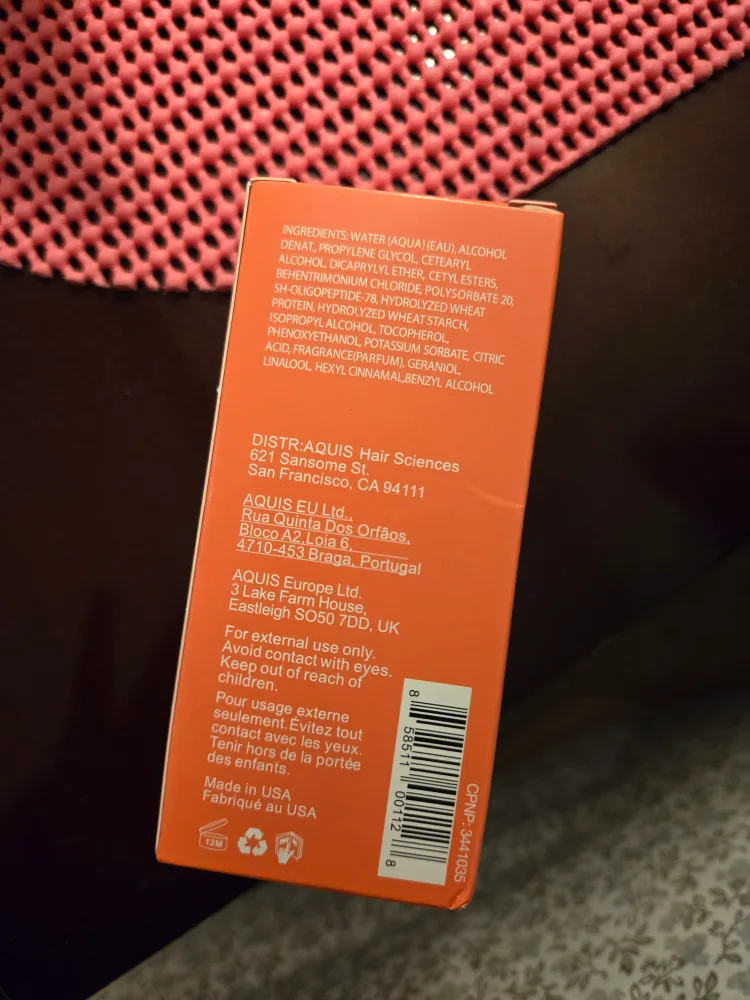 INGREDIENTS: WATER (AQUA) (EAU), ALCOHOL
DENAT., PROPYLENE GLYCOL, CETEARYL
ALCOHOL, DICAPRYLYL ETHER, CETYL ESTERS,
BEHENTRIMONIUM CHLORIDE, POLYSORBATE 20,
SH-OLIGOPEPTIDE-78, HYDROLYZED WHEAT
PROTEIN, HYDROLYZED WHEAT STARCH,
ISOPROPYL ALCOHOL, TOCOPHEROL,
PHENOXYETHANOL, POTASSIUM SORBATE, CITRIC
ACID, FRAGRANCE(PARFUM), GERANIOL,
LINALOOL, HEXYL CINNAMAL,BENZYL ALCOHOL
DISTR:AQUIS Hair Sciences
621 Sansome St.
San Francisco, CA 94111
AQUIS EU Ltd.,
Rua Quinta Dos Orfãos,
Bloco A2,Loia 6,
4710-453 Braga, Portugal
AQUIS Europe Ltd.
3 Lake Farm House,
Eastleigh SO50 7DD, UK
For external use only.
Avoid contact with eyes.
Keep out of reach of
children.
Pour usage externe
seulement.Évitez tout
contact avec les yeux.
Tenir hors de la portée
des enfants.
Made in USA
Fabriqué au USA
12M
8 58511 00112 8
CPNP: 3441035